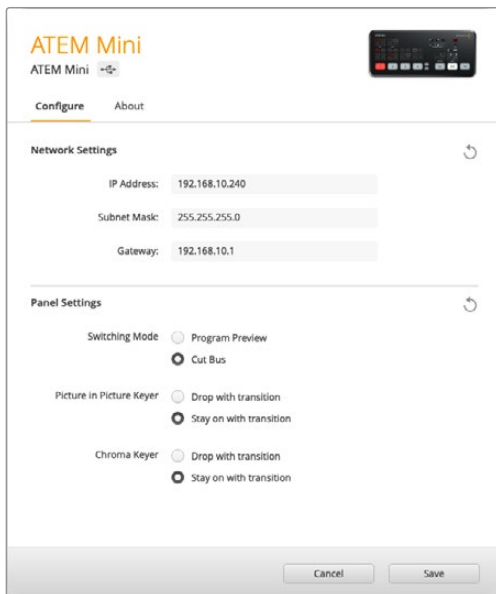 ATEM Mini
ATEM Mini
Configure About
Network Settings
IP Address: 192.168.10.240
Subnet Mask: 255.255.255.0
Gateway: 192.168.10.1
Panel Settings
Switching Mode Program Preview
Cut Bus
Picture in Picture Keyer Drop with transition
Stay on with transition
Chroma Keyer Drop with transition
Stay on with transition
Cancel Save